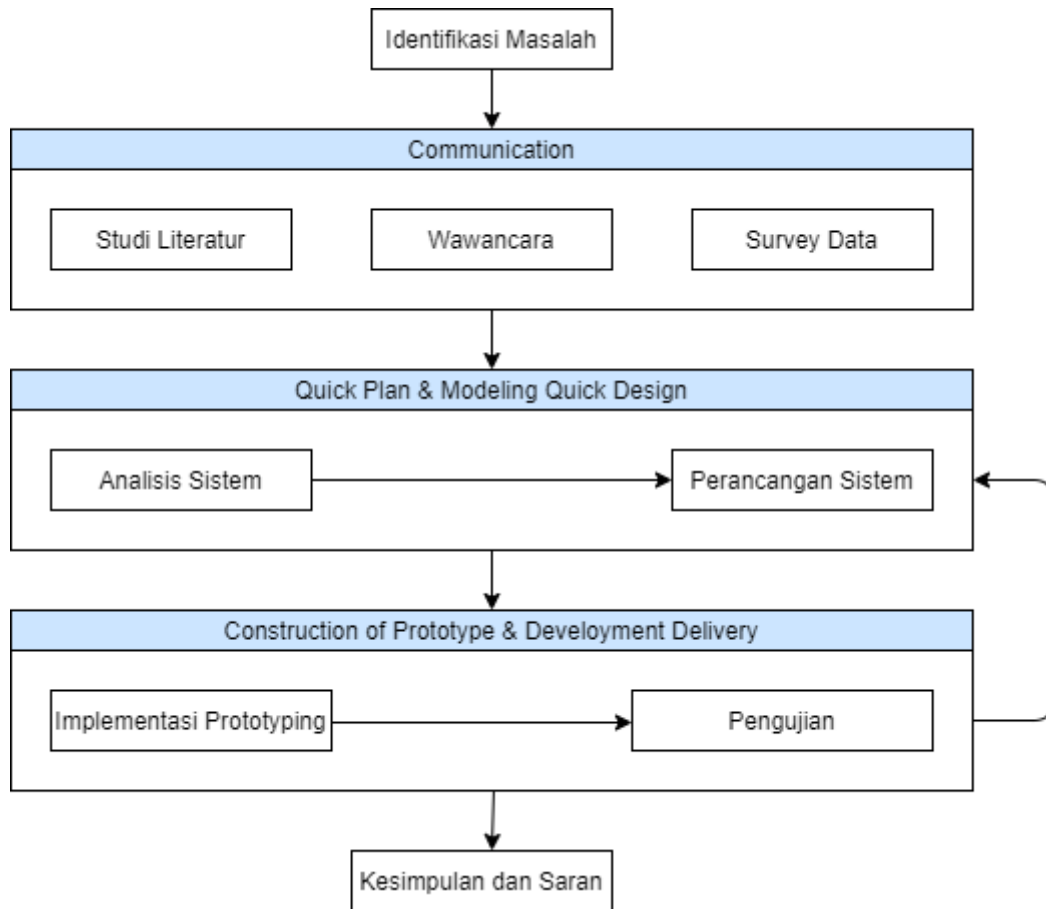 Identifikasi Masalah
Communication
Studi Literatur
Wawancara
Survey Data
Quick Plan & Modeling Quick Design
Analisis Sistem
Perancangan Sistem
Construction of Prototype & Develoyment Delivery
Implementasi Prototyping
Pengujian
Kesimpulan dan Saran